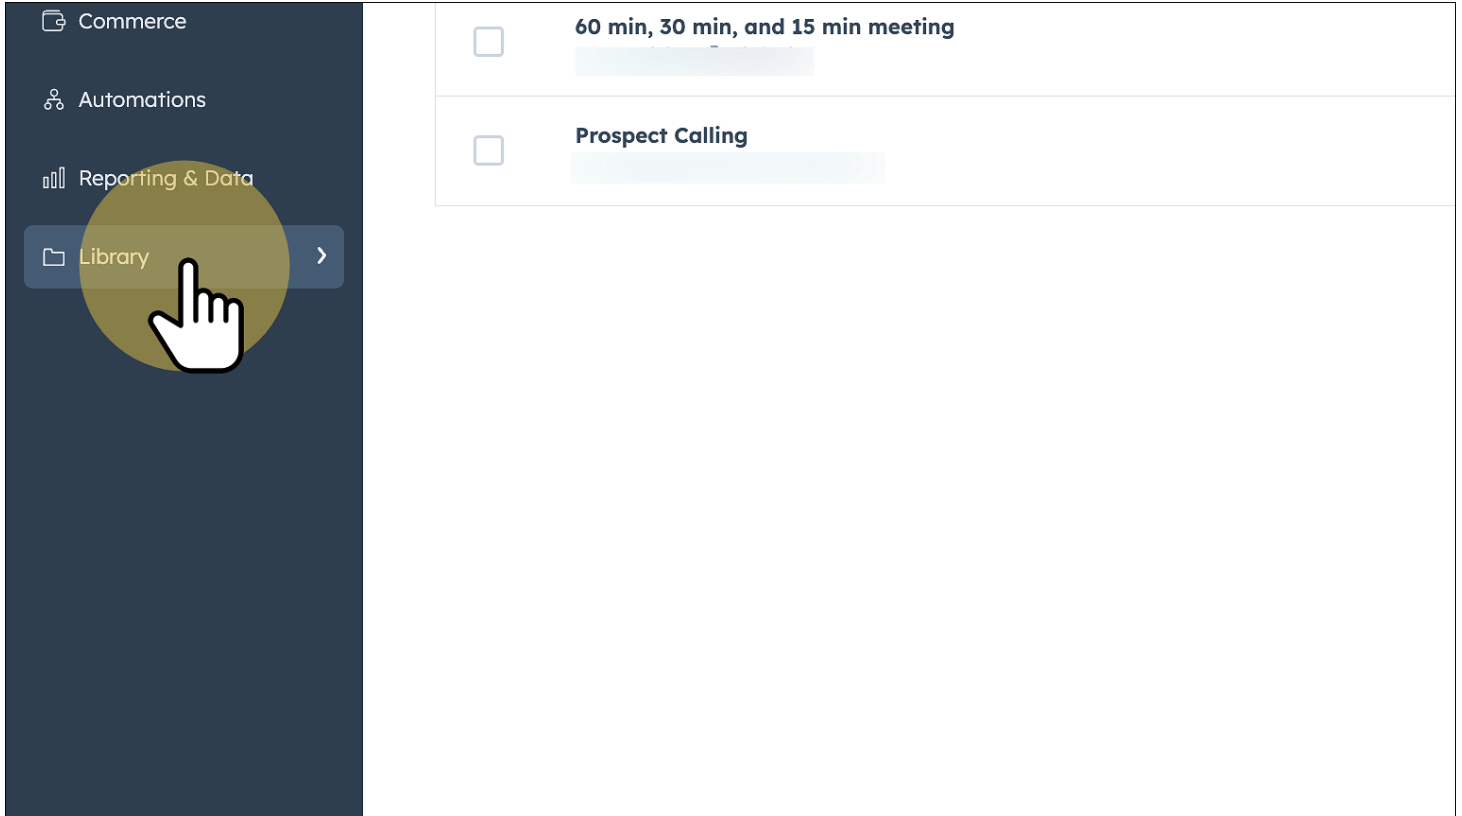 Commerce
Automations
Reporting & Data
Library
60 min, 30 min, and 15 min meeting
Prospect Calling